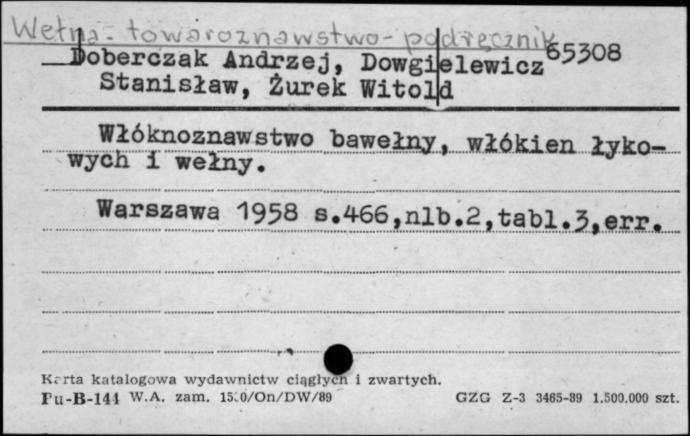 Wełna - towaroznawstwo - podręcznik
Doberczak Andrzej, Dowgielewicz 65308
Stanisław, Żurek Witold
Włóknoznawstwo bawełny, włókien łyko-
wych i wełny.
Warszawa 1958 s.466,nlb.2,tabl.3,err.
Karta katalogowa wydawnictw ciągłych i zwartych.
Pu-B-144 W.A. zam. 1500/On/DW/89 GZG Z-3 3465-89 1.500.000 szt.